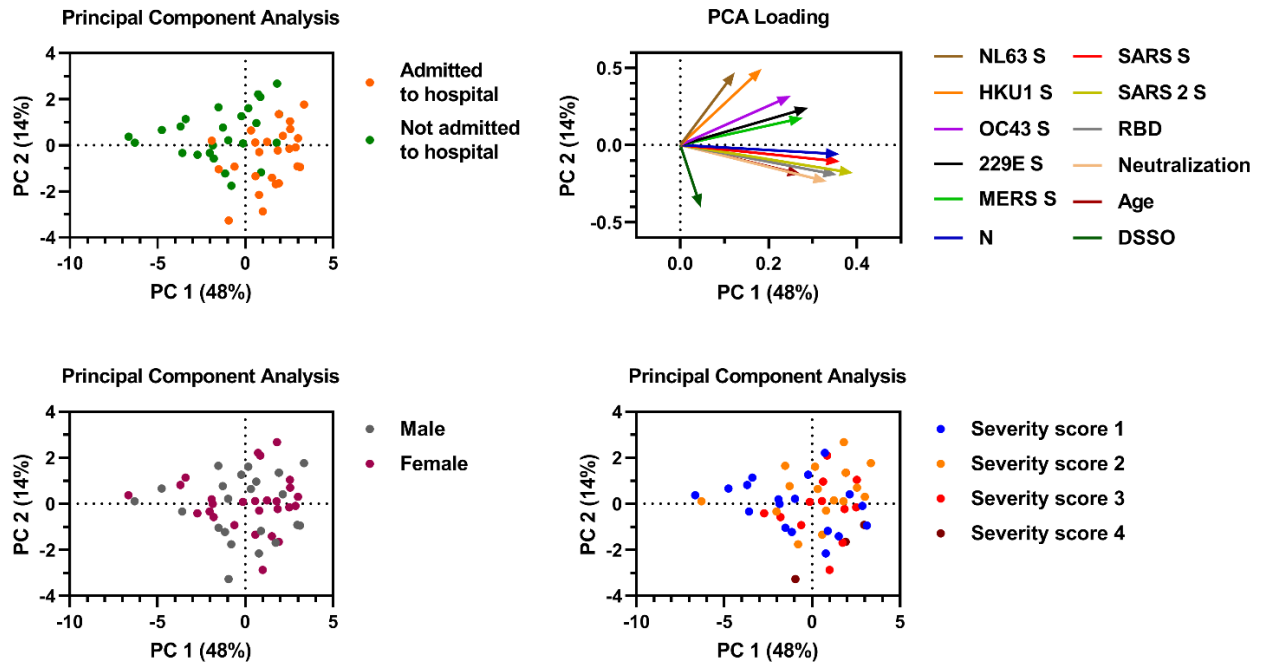 Principal Component Analysis
PC 2 (14%)
4
2
0
-2
-4
-10
-5
0
5
PC 1 (48%)
Admitted
to hospital
Not admitted
to hospital
PCA Loading
PC 2 (14%)
0.5
0.0
-0.5
0.0
0.2
0.4
PC 1 (48%)
NL63 S
HKU1 S
OC43 S
229E S
MERS S
N
SARS S
SARS 2 S
RBD
Neutralization
Age
DSSO
Principal Component Analysis
PC 2 (14%)
4
2
0
-2
-4
-10
-5
0
5
PC 1 (48%)
Male
Female
Principal Component Analysis
PC 2 (14%)
4
2
0
-2
-4
-10
-5
0
5
PC 1 (48%)
Severity score 1
Severity score 2
Severity score 3
Severity score 4